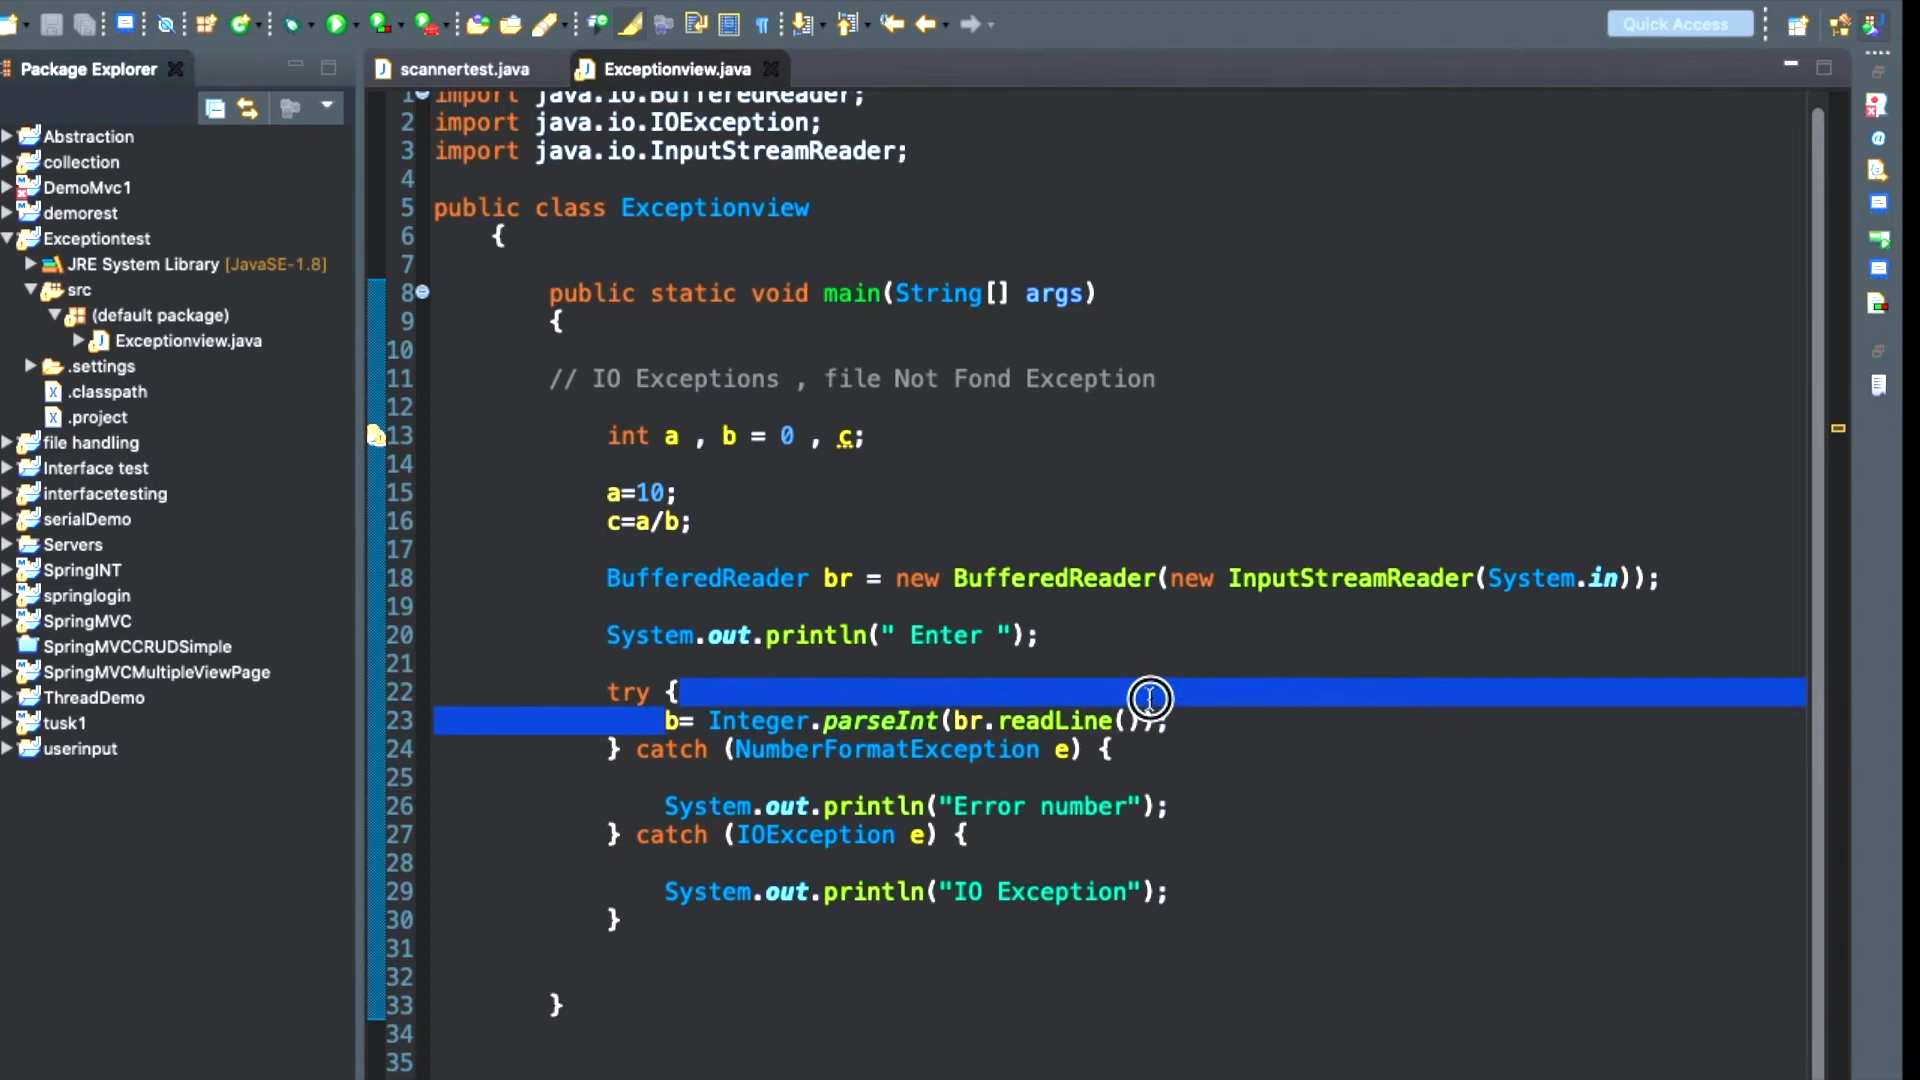 Quick Access
Package Explorer
scannertest.java
Exceptionview.java
Abstraction
collection
DemoMvc1
demorest
Exceptiontest
JRE System Library [JavaSE-1.8]
src
(default package)
Exceptionview.java
.settings
.classpath
.project
file handling
Interface test
interfacetesting
serialDemo
Servers
SpringINT
springlogin
SpringMVC
SpringMVCCRUDSimple
SpringMVCMultipleViewPage
ThreadDemo
tusk1
userinput
1 import java.io.BufferedReader;
2 import java.io.IOException;
3 import java.io.InputStreamReader;
4
5 public class Exceptionview
6 {
7
8 public static void main(String[] args)
9 {
10
11 // IO Exceptions , file Not Fond Exception
12
13 int a , b = 0 , c;
14
15 a=10;
16 c=a/b;
17
18 BufferedReader br = new BufferedReader(new InputStreamReader(System.in));
19
20 System.out.println(" Enter ");
21
22 try {
23 b= Integer.parseInt(br.readLine());
24 } catch (NumberFormatException e) {
25
26 System.out.println("Error number");
27 } catch (IOException e) {
28
29 System.out.println("IO Exception");
30 }
31
32
33 }
34
35